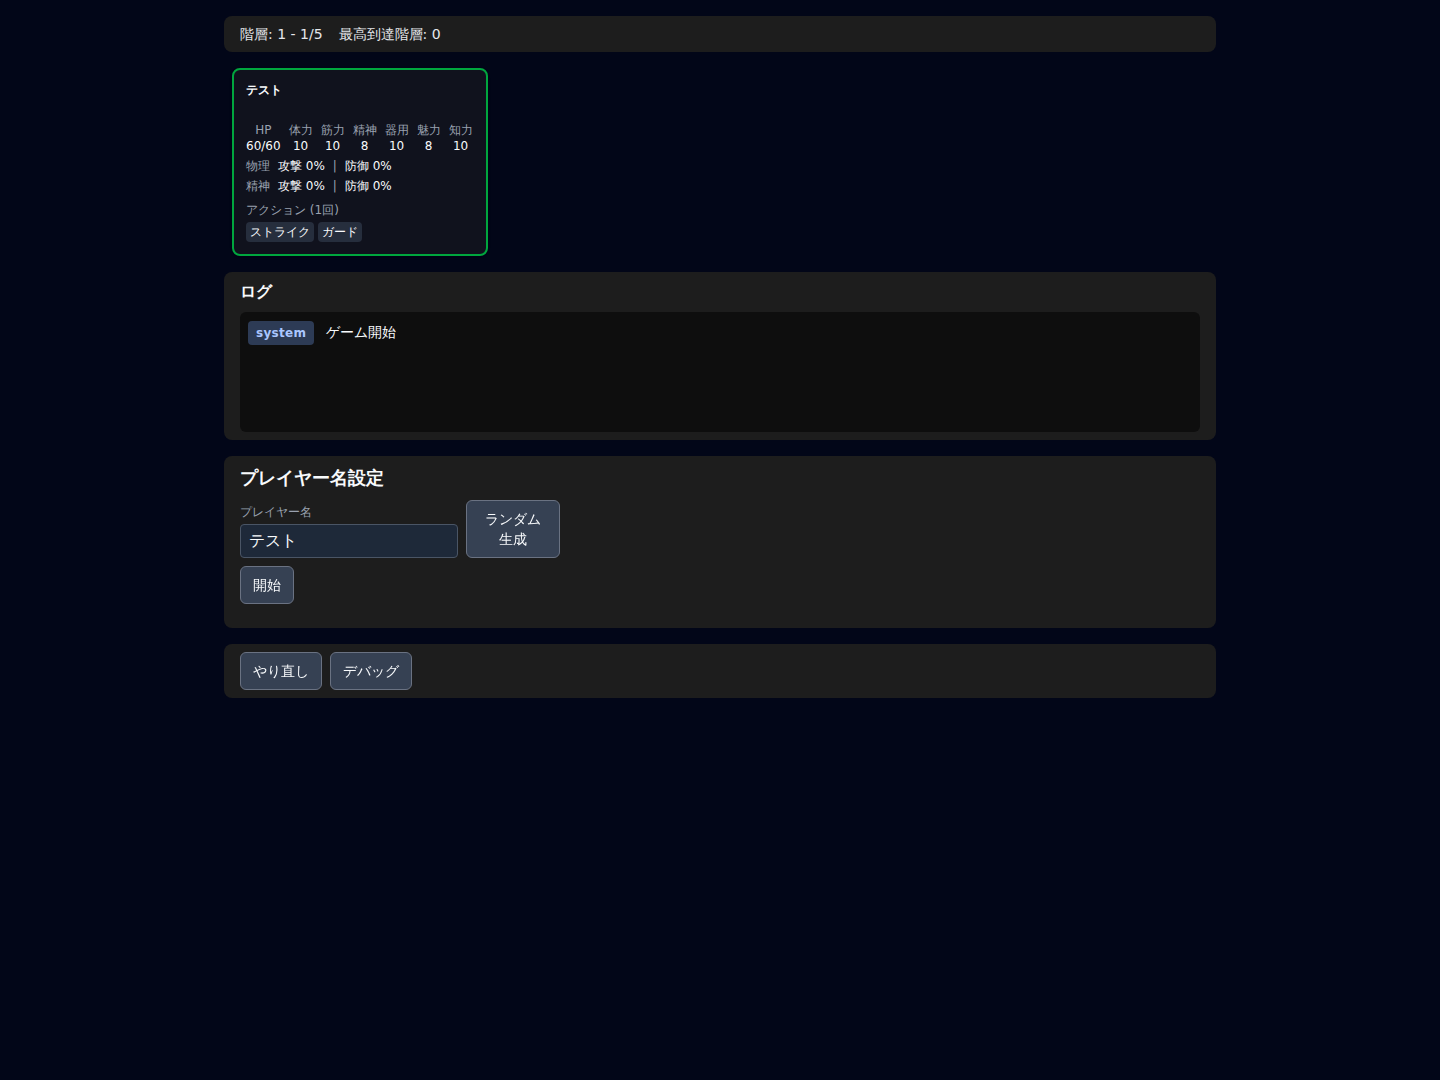 階層: 1 - 1/5 最高到達階層: 0
テスト
HP 体力 筋力 精神 器用 魅力 知力
60/60 10 10 8 10 8 10
物理 攻撃 0% | 防御 0%
精神 攻撃 0% | 防御 0%
アクション (1回)
ストライク ガード
ログ
system ゲーム開始
プレイヤー名設定
プレイヤー名
テスト
ランダム
生成
開始
やり直し デバッグ